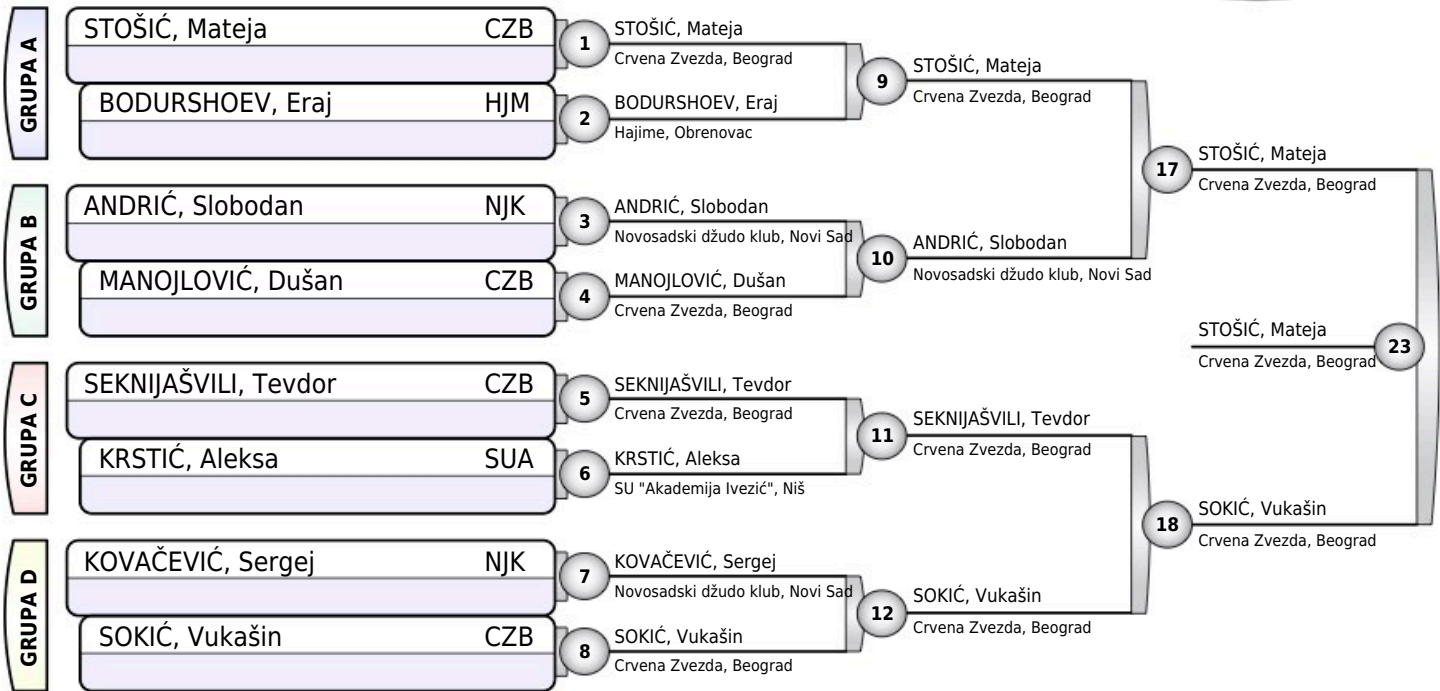 GRUPA A
STOŠIĆ, Mateja CZB
BODURSHOEV, Eraj HJM
GRUPA B
ANDRIĆ, Slobodan NJK
MANOJLOVIĆ, Dušan CZB
GRUPA C
SEKNIJAŠVILI, Tevdor CZB
KRSTIĆ, Aleksa SUA
GRUPA D
KOVAČEVIĆ, Sergej NJK
SOKIĆ, Vukašin CZB
1
STOŠIĆ, Mateja
Crvena Zvezda, Beograd
2
BODURSHOEV, Eraj
Hajime, Obrenovac
3
ANDRIĆ, Slobodan
Novosadski džudo klub, Novi Sad
4
MANOJLOVIĆ, Dušan
Crvena Zvezda, Beograd
5
SEKNIJAŠVILI, Tevdor
Crvena Zvezda, Beograd
6
KRSTIĆ, Aleksa
SU "Akademija Ivezić", Niš
7
KOVAČEVIĆ, Sergej
Novosadski džudo klub, Novi Sad
8
SOKIĆ, Vukašin
Crvena Zvezda, Beograd
9
STOŠIĆ, Mateja
Crvena Zvezda, Beograd
10
ANDRIĆ, Slobodan
Novosadski džudo klub, Novi Sad
11
SEKNIJAŠVILI, Tevdor
Crvena Zvezda, Beograd
12
SOKIĆ, Vukašin
Crvena Zvezda, Beograd
17
STOŠIĆ, Mateja
Crvena Zvezda, Beograd
18
SOKIĆ, Vukašin
Crvena Zvezda, Beograd
STOŠIĆ, Mateja
Crvena Zvezda, Beograd
23